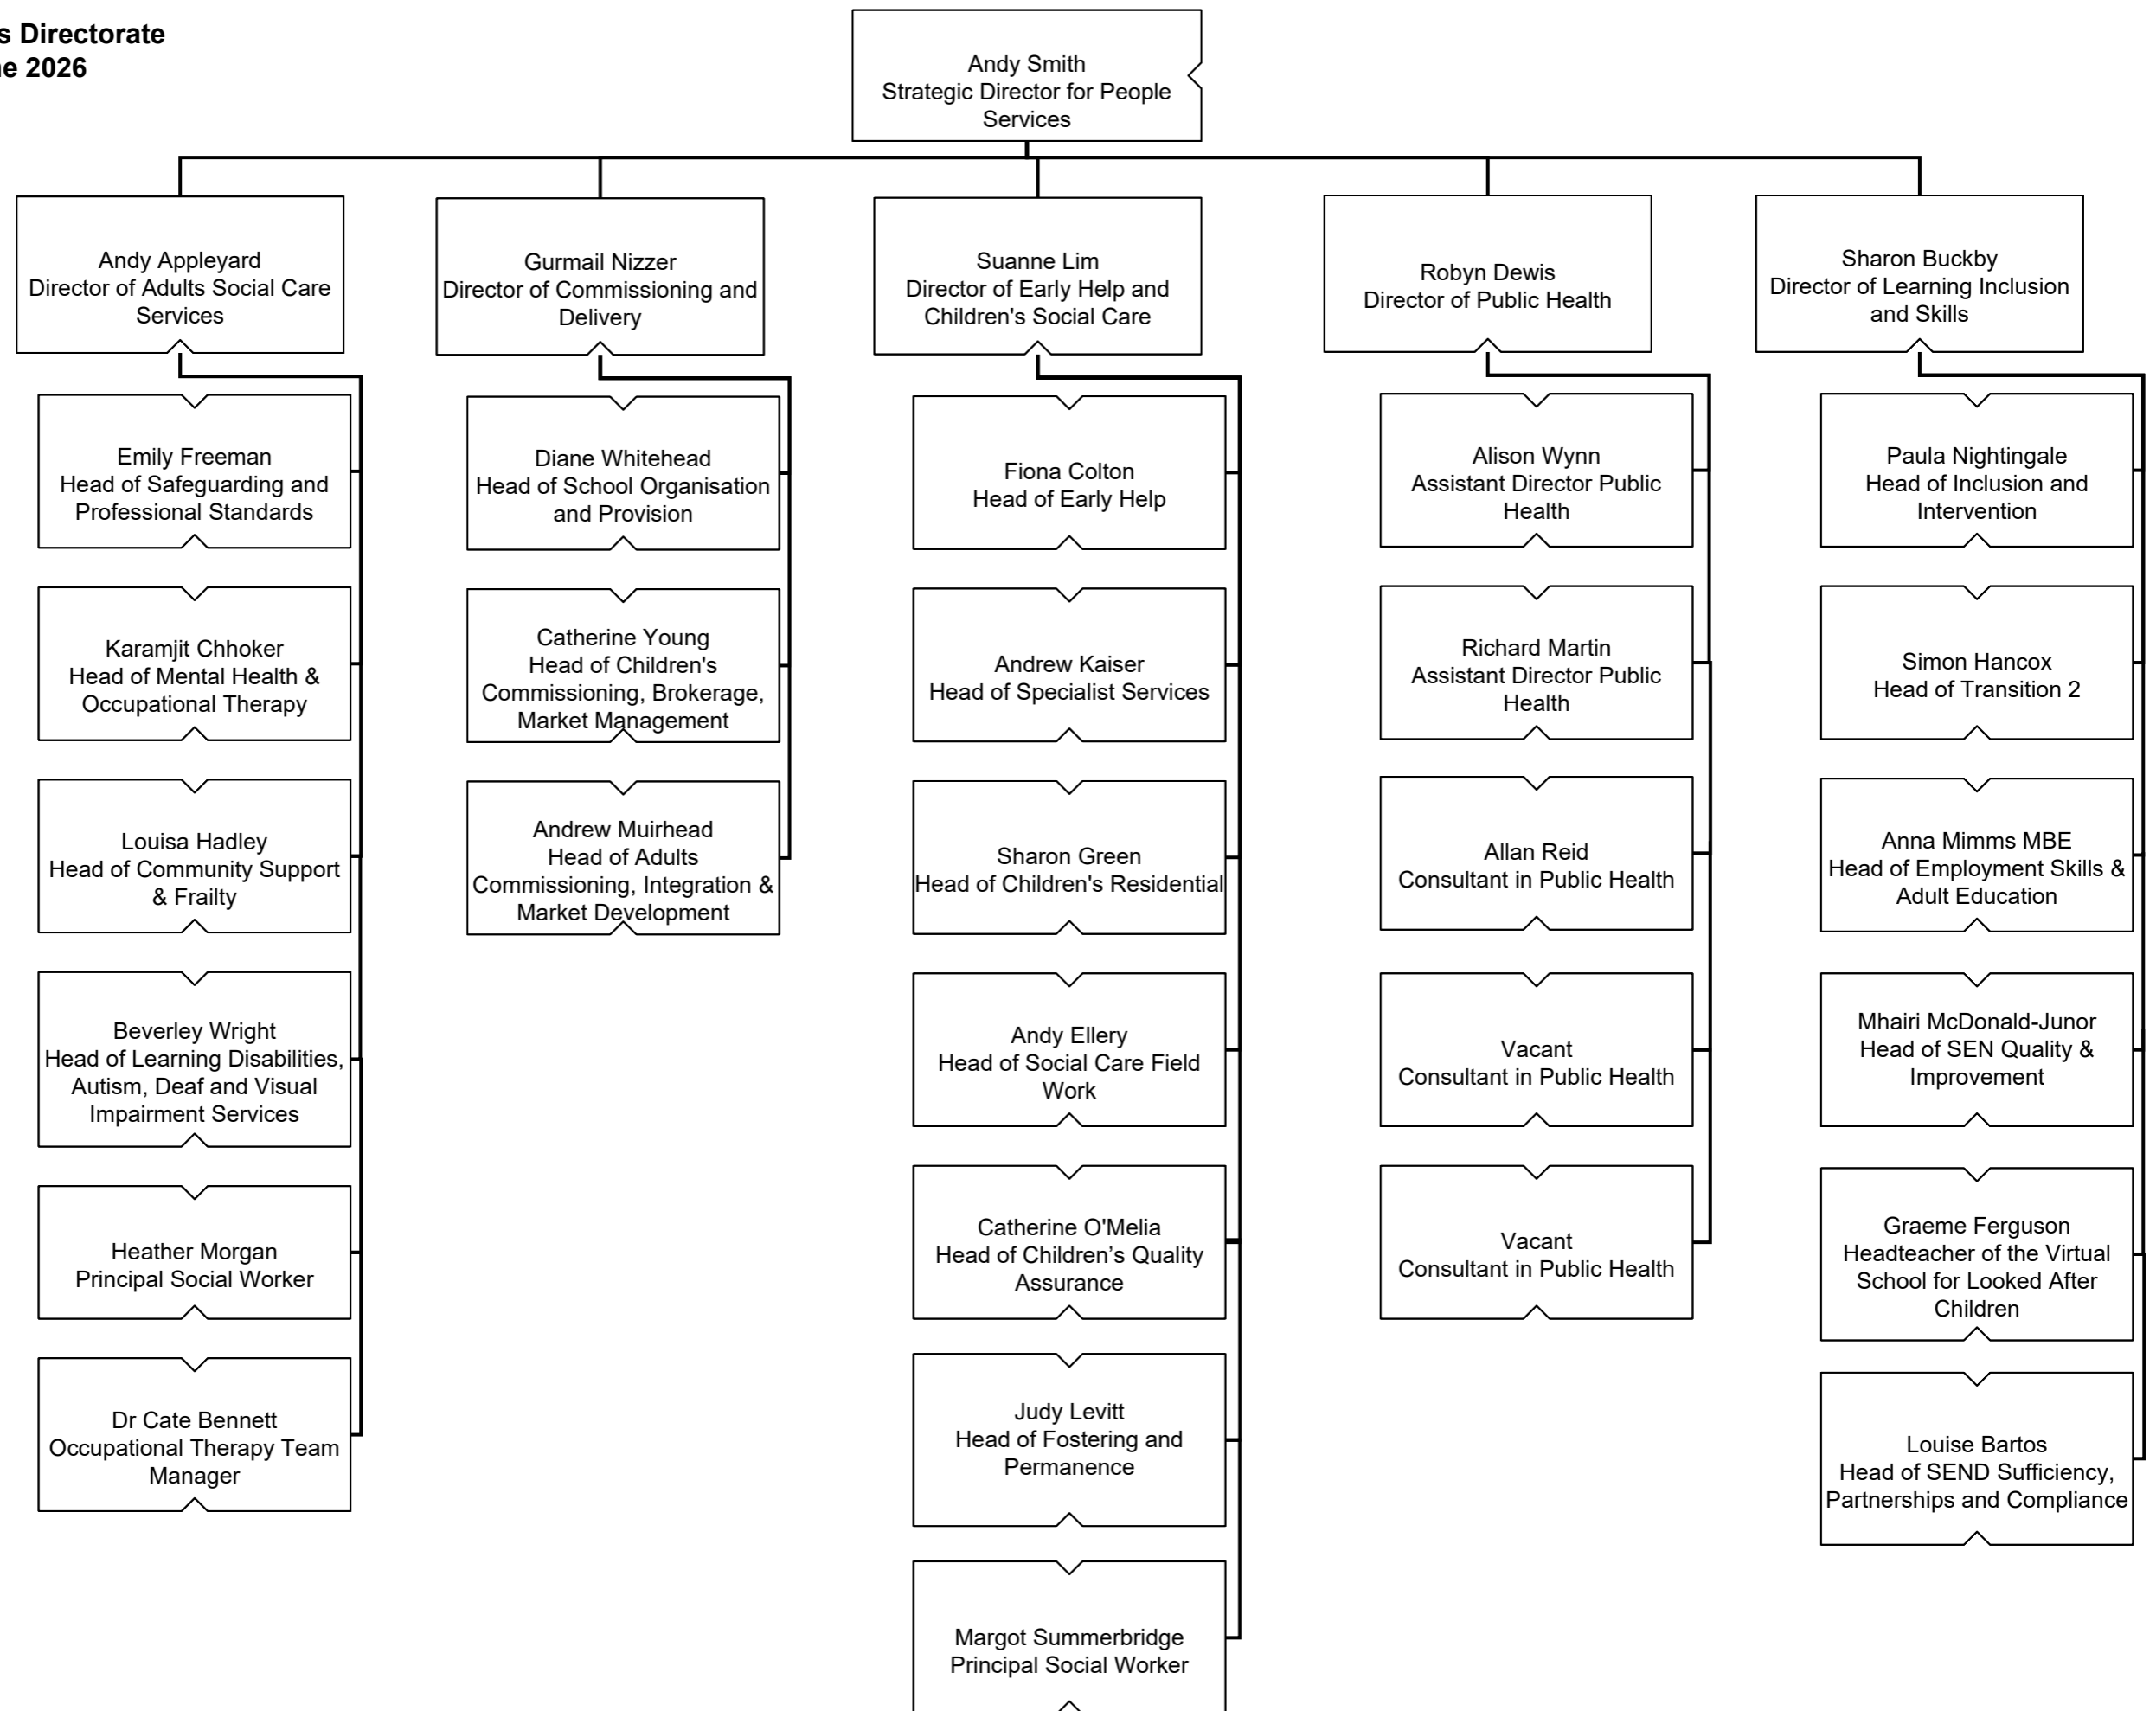 s Directorate
e 2026
Andy Smith
Strategic Director for People
Services
Andy Appleyard
Director of Adults Social Care
Services
Gurmail Nizzer
Director of Commissioning and
Delivery
Suanne Lim
Director of Early Help and
Children's Social Care
Robyn Dewis
Director of Public Health
Sharon Buckby
Director of Learning Inclusion
and Skills
Emily Freeman
Head of Safeguarding and
Professional Standards
Karamjit Chhoker
Head of Mental Health &
Occupational Therapy
Louisa Hadley
Head of Community Support
& Frailty
Beverley Wright
Head of Learning Disabilities,
Autism, Deaf and Visual
Impairment Services
Heather Morgan
Principal Social Worker
Dr Cate Bennett
Occupational Therapy Team
Manager
Diane Whitehead
Head of School Organisation
and Provision
Catherine Young
Head of Children's
Commissioning, Brokerage,
Market Management
Andrew Muirhead
Head of Adults
Commissioning, Integration &
Market Development
Fiona Colton
Head of Early Help
Andrew Kaiser
Head of Specialist Services
Sharon Green
Head of Children's Residential
Andy Ellery
Head of Social Care Field
Work
Catherine O'Melia
Head of Children’s Quality
Assurance
Judy Levitt
Head of Fostering and
Permanence
Margot Summerbridge
Principal Social Worker
Alison Wynn
Assistant Director Public
Health
Richard Martin
Assistant Director Public
Health
Allan Reid
Consultant in Public Health
Vacant
Consultant in Public Health
Vacant
Consultant in Public Health
Paula Nightingale
Head of Inclusion and
Intervention
Simon Hancox
Head of Transition 2
Anna Mimms MBE
Head of Employment Skills &
Adult Education
Mhairi McDonald-Junor
Head of SEN Quality &
Improvement
Graeme Ferguson
Headteacher of the Virtual
School for Looked After
Children
Louise Bartos
Head of SEND Sufficiency,
Partnerships and Compliance